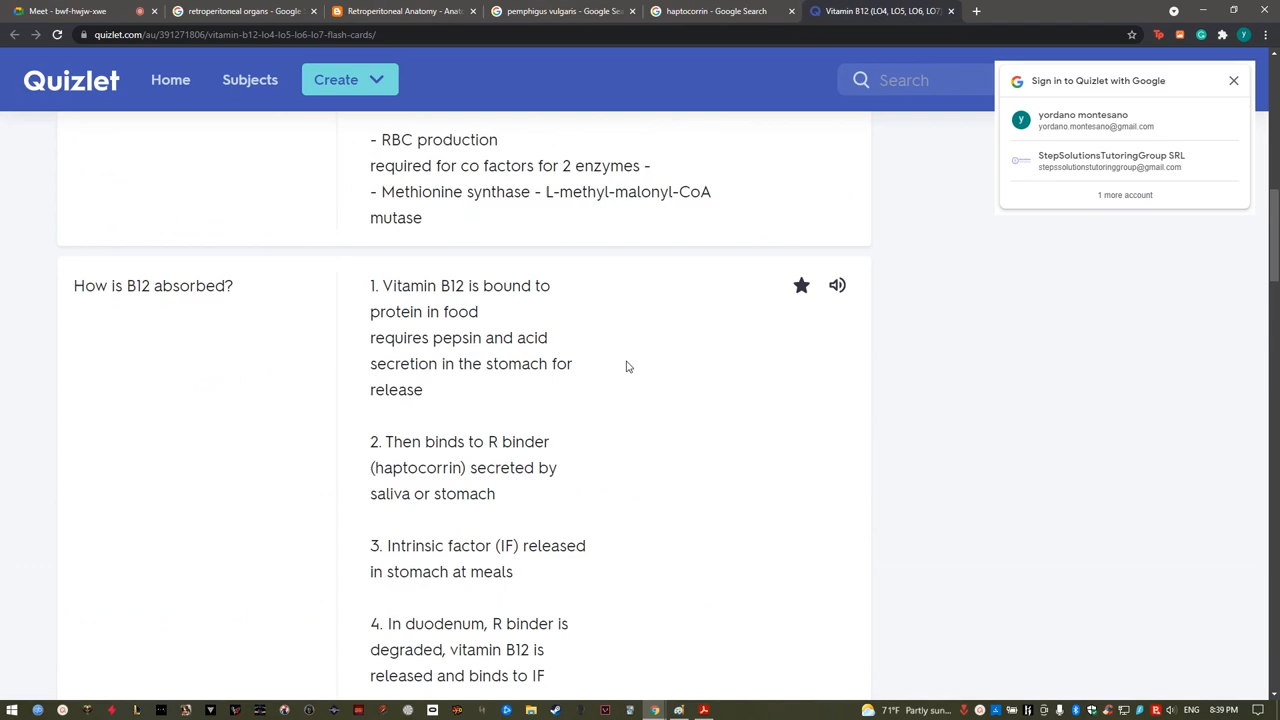 Meet - bwf-hwjw-xwe
retroperitoneal organs - Google
Retroperitoneal Anatomy - Anato
pemphigus vulgaris - Google Sea
haptocorrin - Google Search
Vitamin B12 (LO4, LO5, LO6, LO7)
quizlet.com/au/391271806/vitamin-b12-lo4-lo5-lo6-lo7-flash-cards/
Quizlet
Home
Subjects
Create
Search
Sign in to Quizlet with Google
yordano montesano
yordano.montesano@gmail.com
StepSolutionsTutoringGroup SRL
stepssolutionstutoringgroup@gmail.com
1 more account
- RBC production
required for co factors for 2 enzymes -
- Methionine synthase - L-methyl-malonyl-CoA
mutase
How is B12 absorbed?
1. Vitamin B12 is bound to
protein in food
requires pepsin and acid
secretion in the stomach for
release
2. Then binds to R binder
(haptocorrin) secreted by
saliva or stomach
3. Intrinsic factor (IF) released
in stomach at meals
4. In duodenum, R binder is
degraded, vitamin B12 is
released and binds to IF
71°F Partly sunny
ENG
8:39 PM